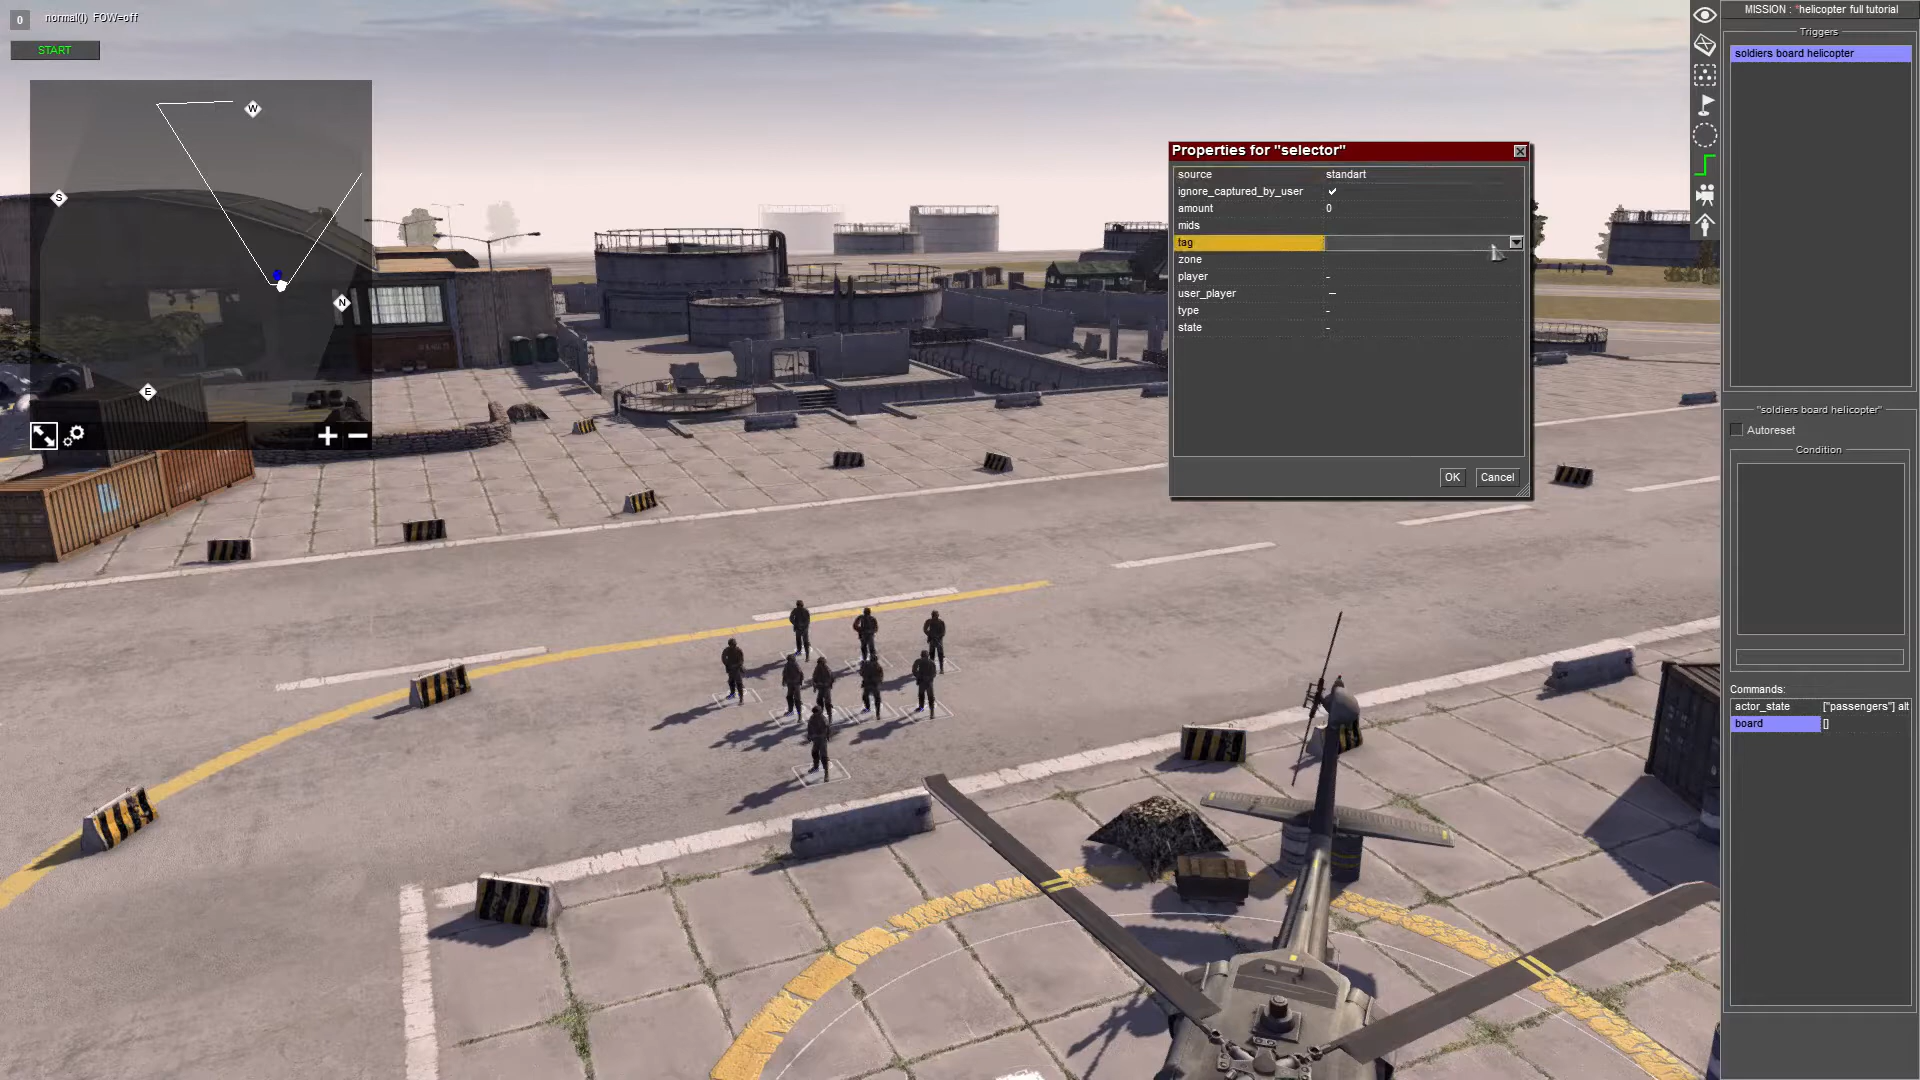 0 normal() FOW=off
START
W
S
N
E
Properties for "selector"
source standart
ignore_captured_by_user
amount 0
mids
tag
zone
player -
user_player –
type -
state -
OK Cancel
MISSION : *helicopter full tutorial
Triggers
soldiers board helicopter
"soldiers board helicopter"
Autoreset
Condition
Commands:
actor_state ["passengers"] alt
board []